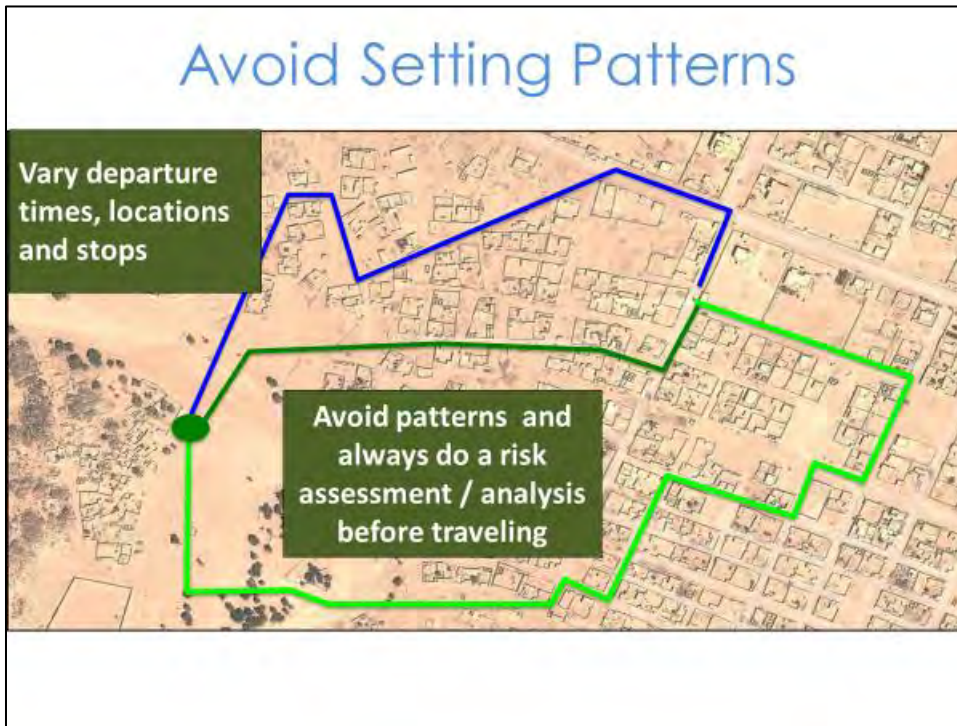 Avoid Setting Patterns
Vary departure
times, locations
and stops
Avoid patterns and
always do a risk
assessment / analysis
before traveling